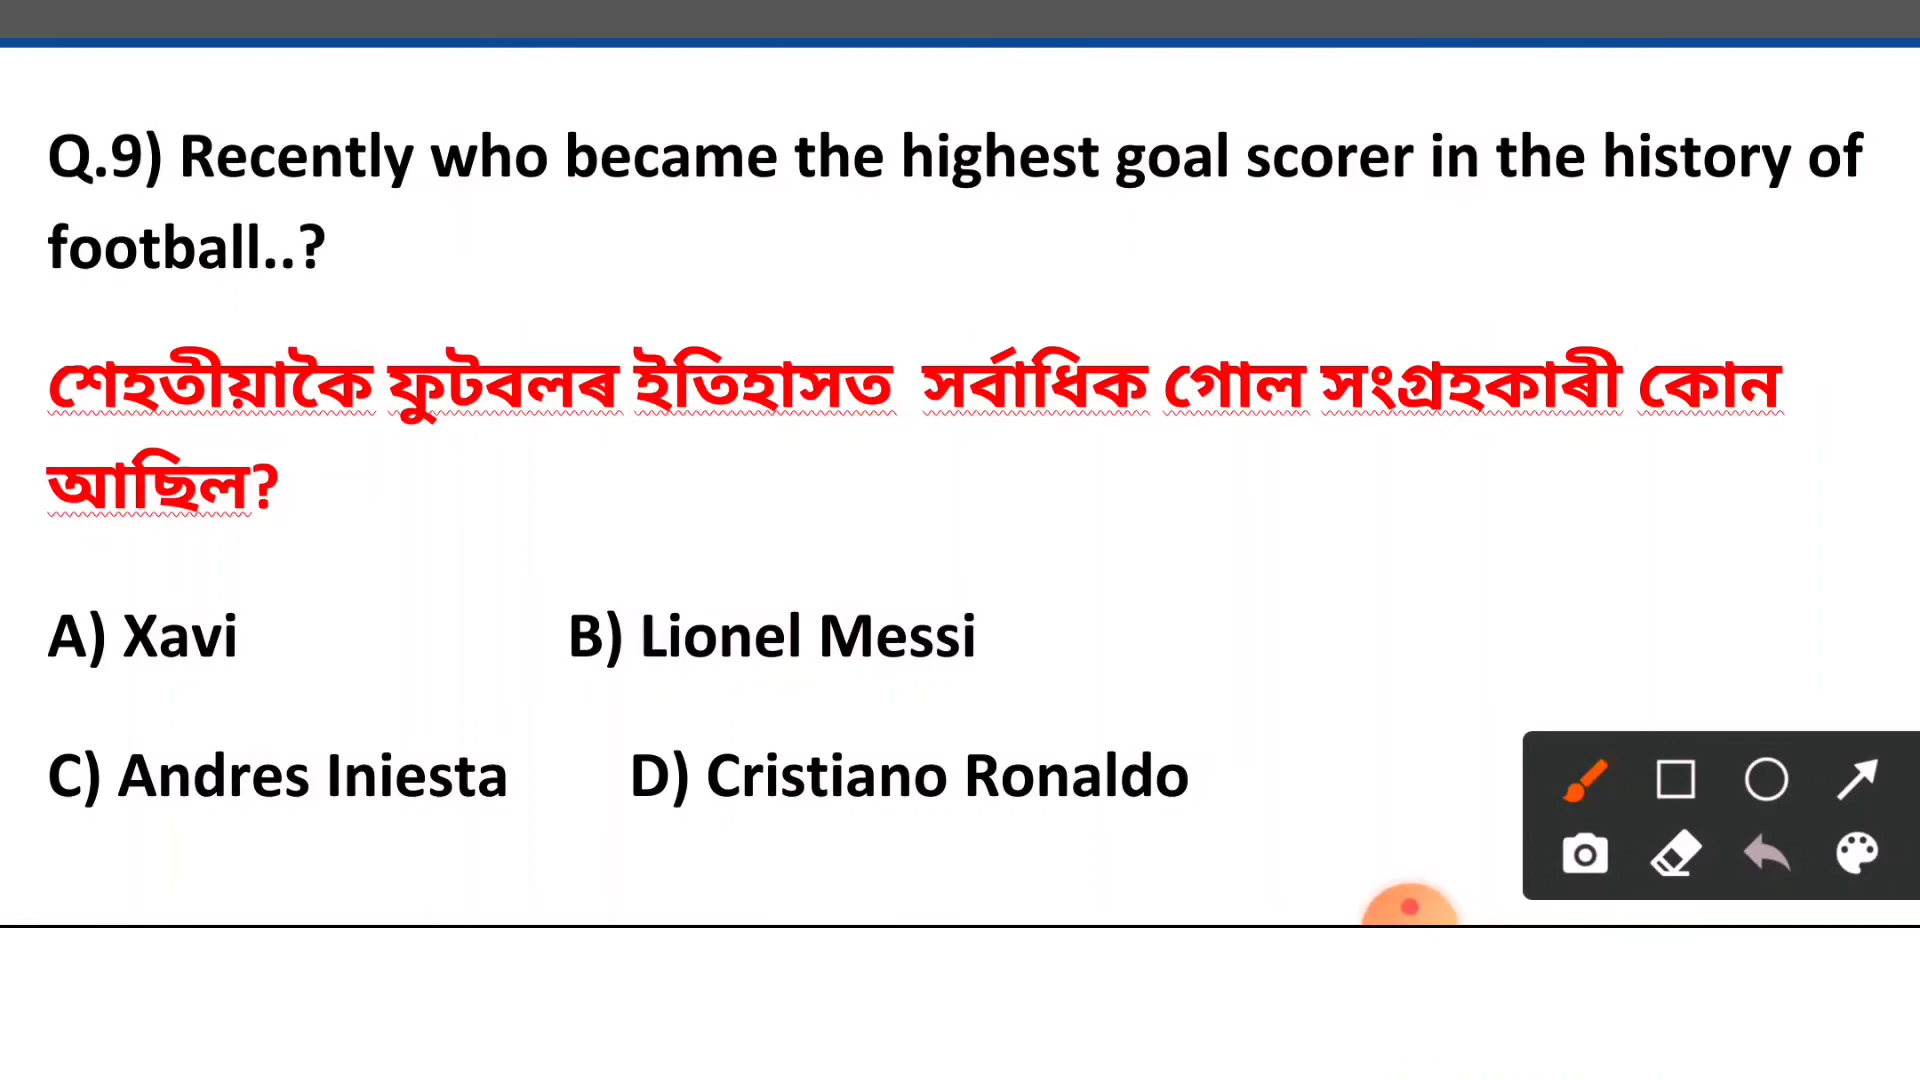 Q.9) Recently who became the highest goal scorer in the history of
football..?
শেহতীয়াকৈ ফুটবলৰ ইতিহাসত সৰ্বাধিক গোল সংগ্ৰহকাৰী কোন
আছিল?
A) Xavi B) Lionel Messi
C) Andres Iniesta D) Cristiano Ronaldo